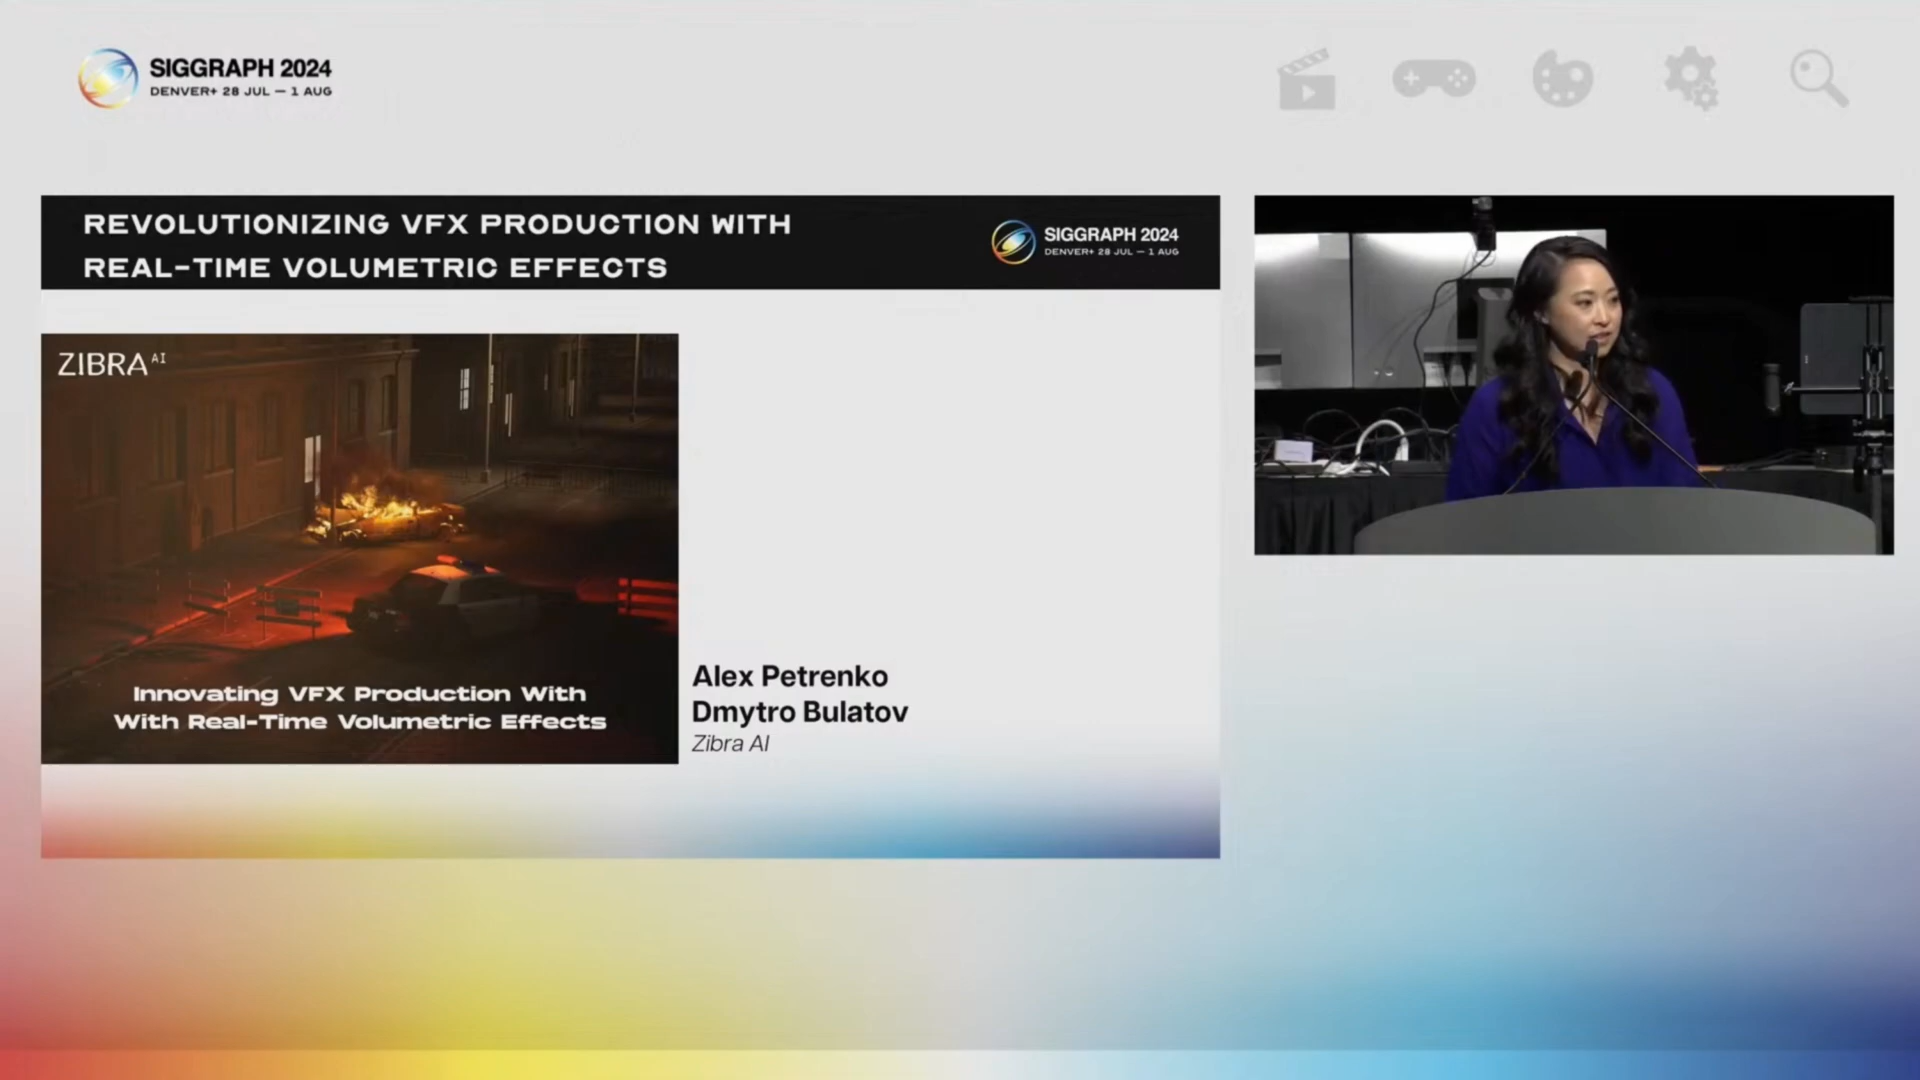 SIGGRAPH 2024
DENVER+ 28 JUL — 1 AUG
REVOLUTIONIZING VFX PRODUCTION WITH
REAL-TIME VOLUMETRIC EFFECTS
SIGGRAPH 2024
DENVER+ 28 JUL — 1 AUG
ZIBRA AI
Innovating VFX Production With
With Real-Time Volumetric Effects
Alex Petrenko
Dmytro Bulatov
Zibra AI